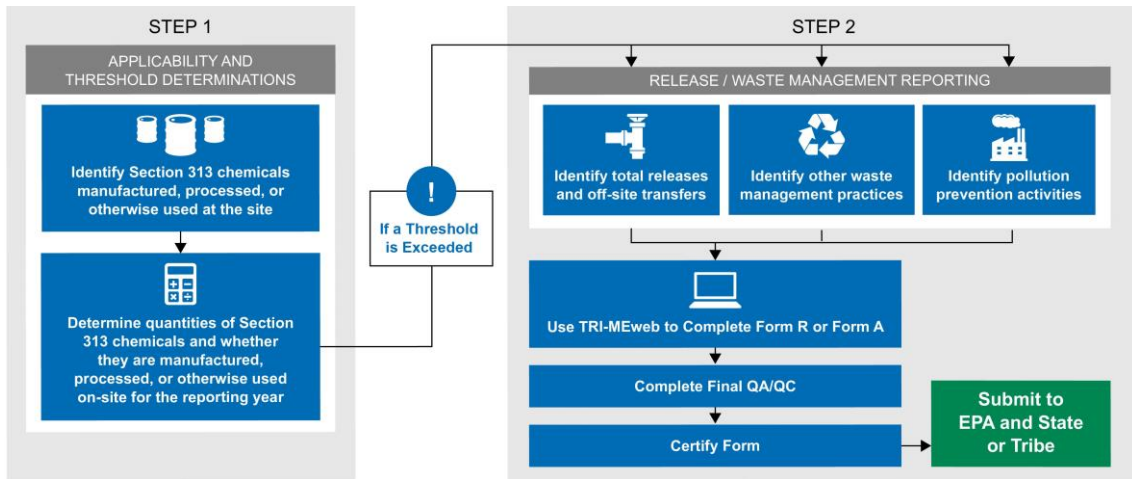 STEP 1
APPLICABILITY AND
THRESHOLD DETERMINATIONS
Identify Section 313 chemicals
manufactured, processed, or
otherwise used at the site
Determine quantities of Section
313 chemicals and whether
they are manufactured,
processed, or otherwise used
on-site for the reporting year
!
If a Threshold
is Exceeded
STEP 2
RELEASE / WASTE MANAGEMENT REPORTING
Identify total releases
and off-site transfers
Identify other waste
management practices
Identify pollution
prevention activities
Use TRI-MEweb to Complete Form R or Form A
Complete Final QA/QC
Certify Form
Submit to
EPA and State
or Tribe